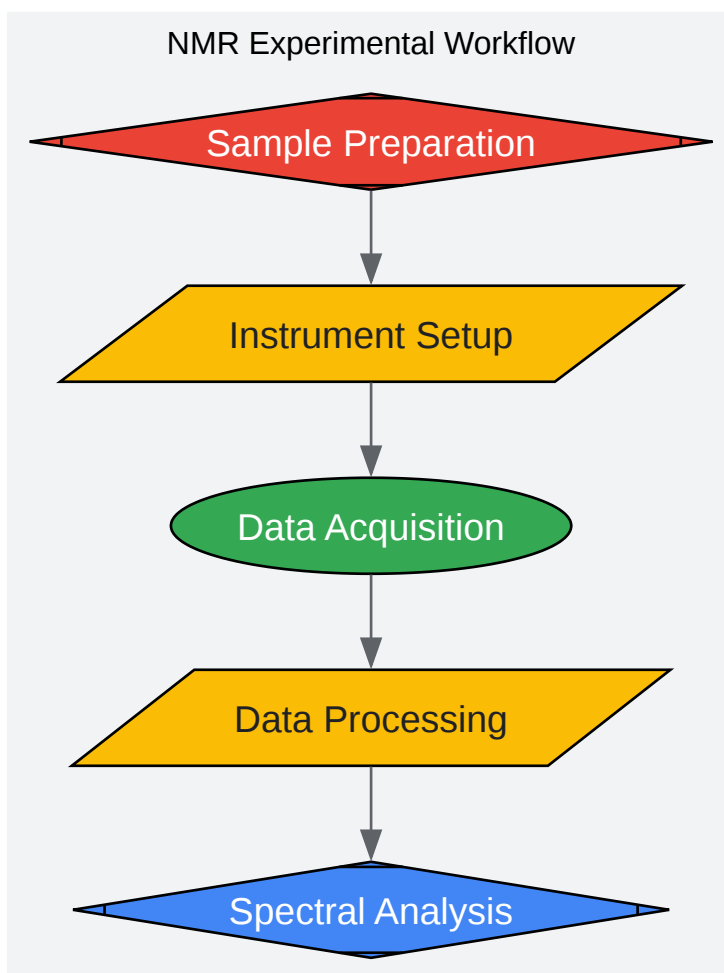 NMR Experimental Workflow
Sample Preparation
Instrument Setup
Data Acquisition
Data Processing
Spectral Analysis